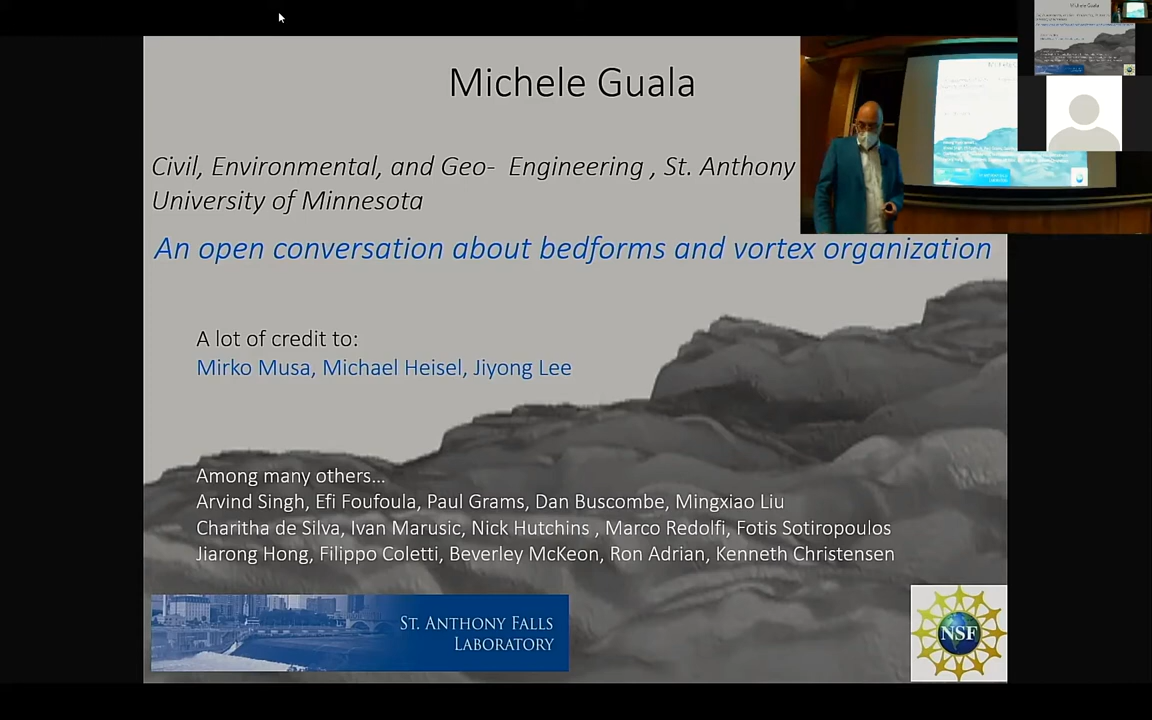 Michele Guala
Civil, Environmental, and Geo- Engineering , St. Anthony
University of Minnesota
An open conversation about bedforms and vortex organization
A lot of credit to:
Mirko Musa, Michael Heisel, Jiyong Lee
Among many others...
Arvind Singh, Efi Foufoula, Paul Grams, Dan Buscombe, Mingxiao Liu
Charitha de Silva, Ivan Marusic, Nick Hutchins , Marco Redolfi, Fotis Sotiropoulos
Jiarong Hong, Filippo Coletti, Beverley McKeon, Ron Adrian, Kenneth Christensen
ST. ANTHONY FALLS
LABORATORY
NSF